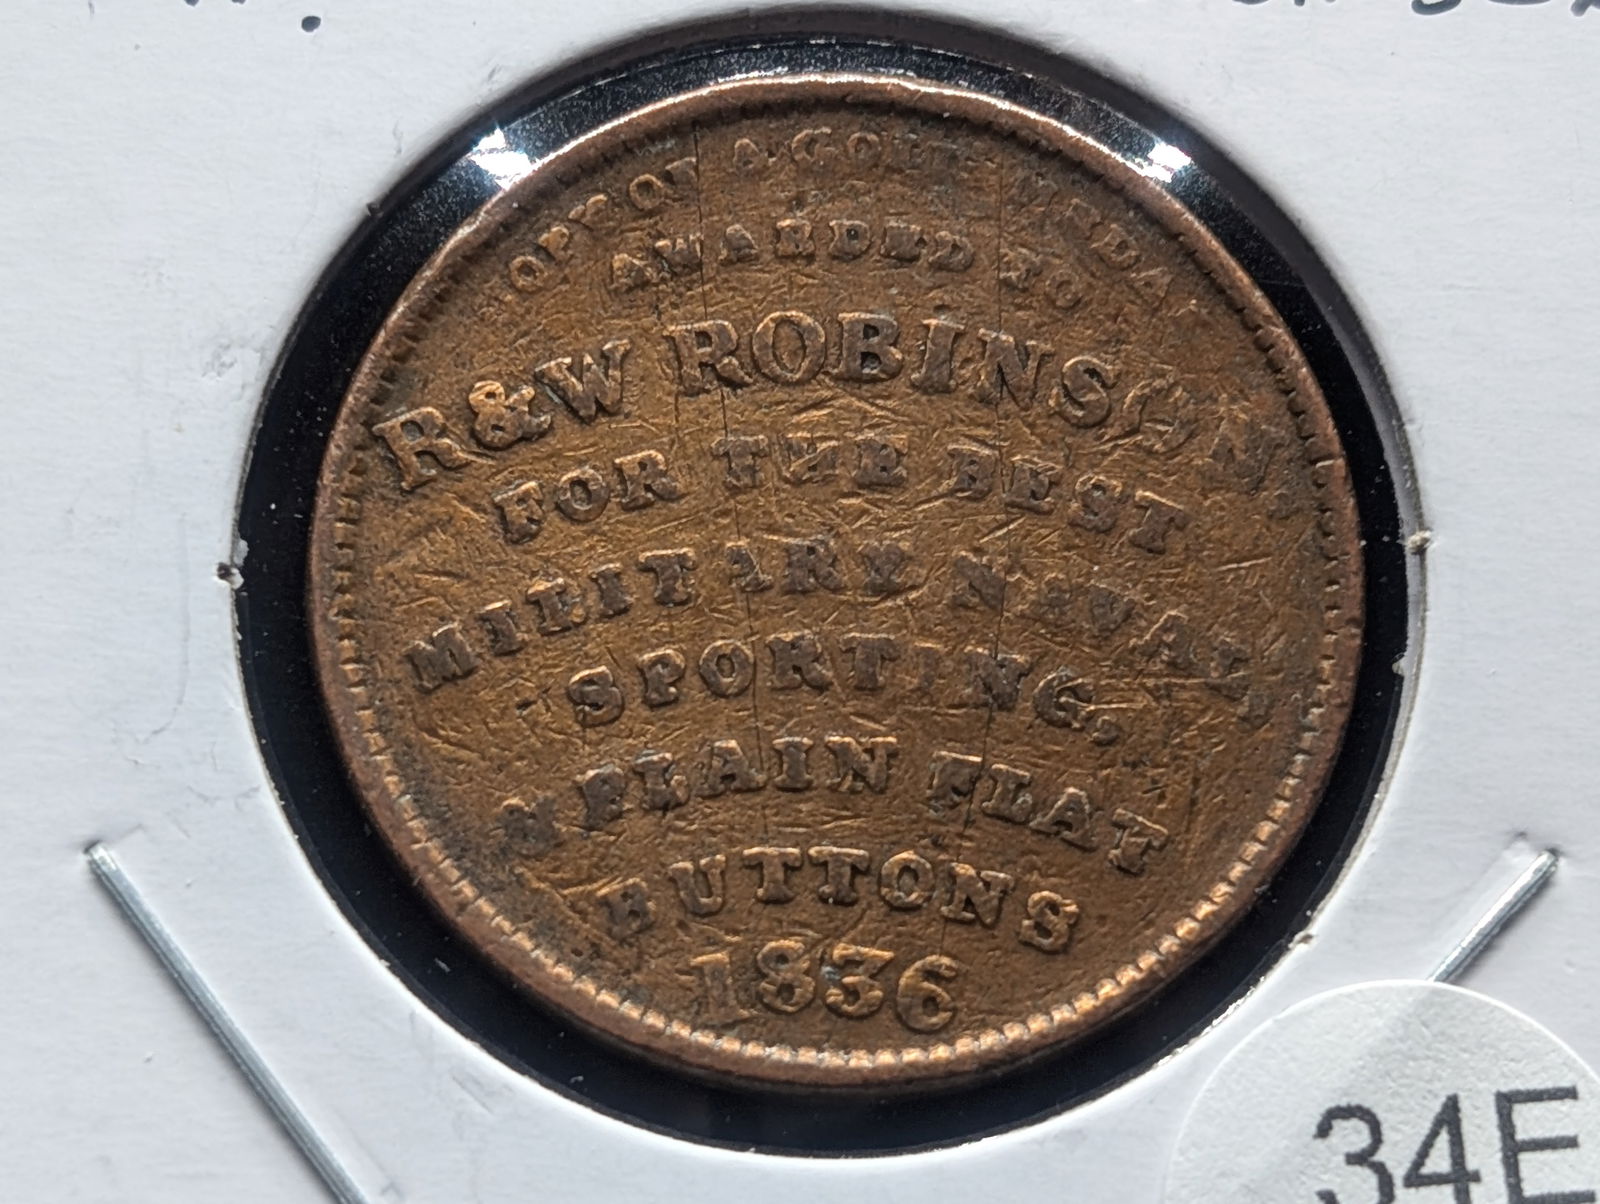 COPY OF A GOLD MEDAL
AWARDED TO
R&W ROBINSON.
FOR THE BEST
MILITARY NAVAL,
SPORTING,
& PLAIN FLAT
BUTTONS
1836
34E